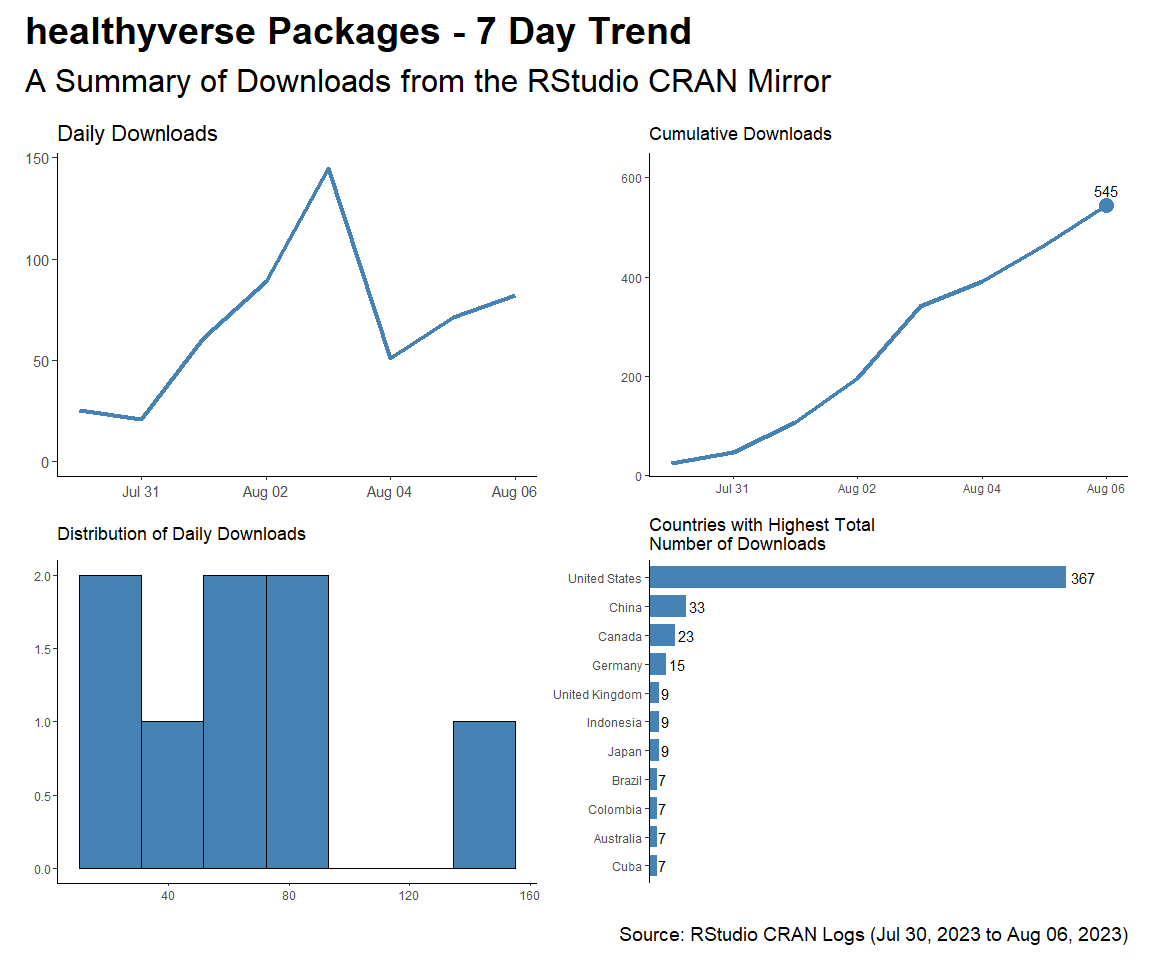 healthyverse Packages - 7 Day Trend
A Summary of Downloads from the RStudio CRAN Mirror
Daily Downloads
150
100
50
0
Jul 31 Aug 02 Aug 04 Aug 06
Cumulative Downloads
600
400
200
0
545
Jul 31 Aug 02 Aug 04 Aug 06
Distribution of Daily Downloads
2.0
1.5
1.0
0.5
0.0
40 80 120 160
Countries with Highest Total
Number of Downloads
United States 367
China 33
Canada 23
Germany 15
United Kingdom 9
Indonesia 9
Japan 9
Brazil 7
Colombia 7
Australia 7
Cuba 7
Source: RStudio CRAN Logs (Jul 30, 2023 to Aug 06, 2023)